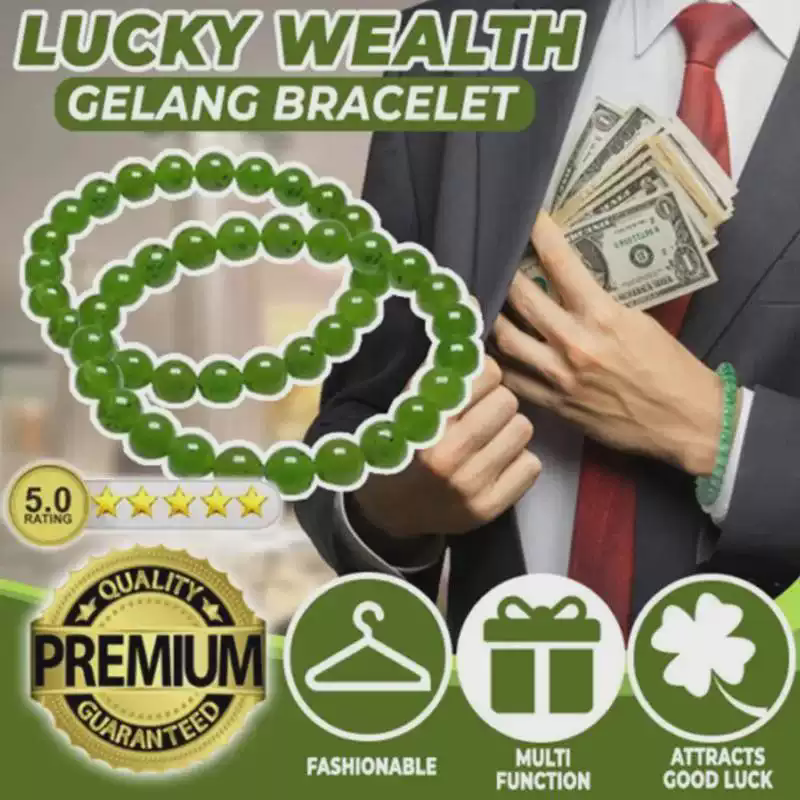 LUCKY WEALTH
GELANG BRACELET
5.0
RATING
QUALITY
PREMIUM
GUARANTEED
FASHIONABLE
MULTI
FUNCTION
ATTRACTS
GOOD LUCK